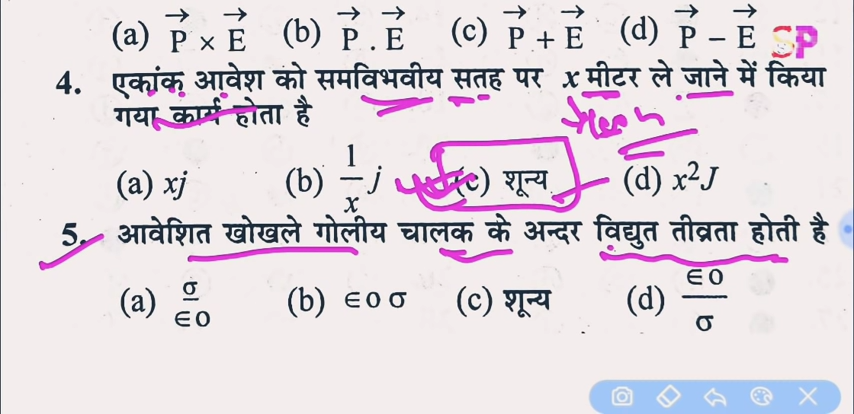 (a) P⃗ × E⃗ (b) P⃗ . E⃗ (c) P⃗ + E⃗ (d) P⃗ − E⃗ SP
4. एकांक आवेश को समविभवीय सतह पर x मीटर ले जाने में किया
गया कार्य होता है
(a) xj (b) 1/x j (c) शून्य (d) x²J
5. आवेशित खोखले गोलीय चालक के अन्दर विद्युत तीव्रता होती है
(a) σ/∈0 (b) ∈0 σ (c) शून्य (d) ∈0/σ